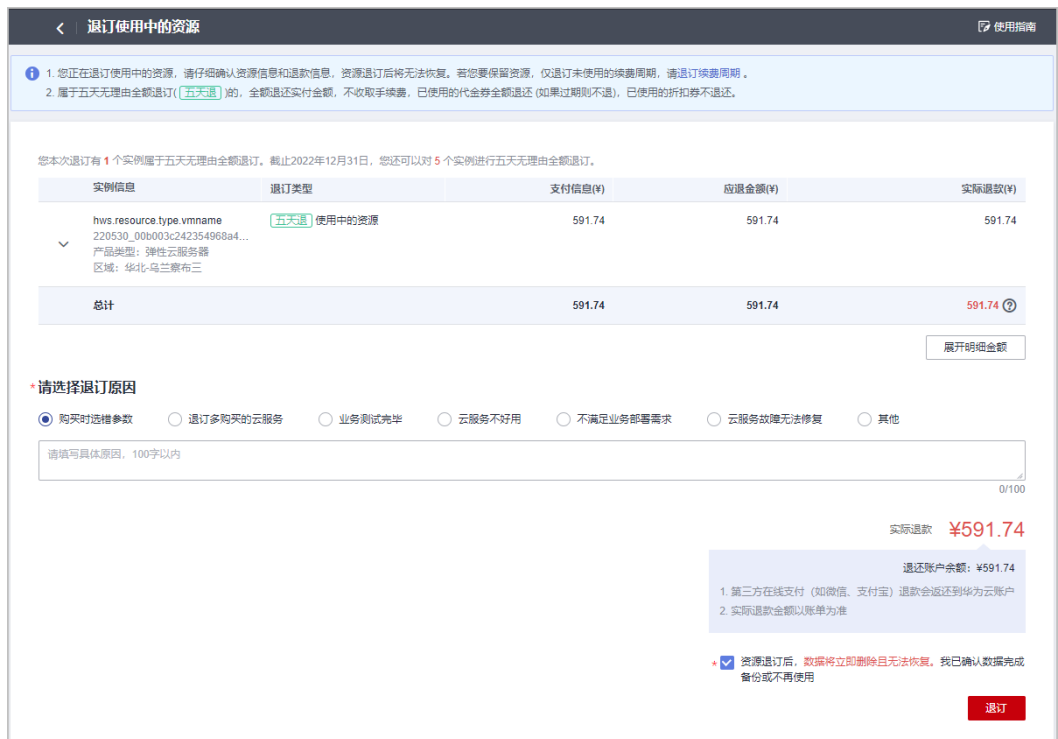 退订使用中的资源
使用指南
1. 您正在退订使用中的资源，请仔细确认资源信息和退款信息，资源退订后将无法恢复。若您要保留资源，仅退订未使用的续费周期，请退订续费周期 。
2. 属于五天无理由全额退订( 五天退 )的，全额退还实付金额，不收取手续费，已使用的代金券全额退还 (如果过期则不退)，已使用的折扣券不退还。
您本次退订有 1 个实例属于五天无理由全额退订。截止2022年12月31日，您还可以对 5 个实例进行五天无理由全额退订。
实例信息 退订类型 支付信息(¥) 应退金额(¥) 实际退款(¥)
hws.resource.type.vmname 五天退 使用中的资源 591.74 591.74 591.74
220530_00b003c242354968a4...
产品类型：弹性云服务器
区域：华北-乌兰察布三
总计 591.74 591.74 591.74
展开明细金额
*请选择退订原因
购买时选错参数 退订多购买的云服务 业务测试完毕 云服务不好用 不满足业务部署需求 云服务故障无法修复 其他
请填写具体原因，100字以内
0/100
实际退款 ¥591.74
退还账户余额：¥591.74
1. 第三方在线支付（如微信、支付宝）退款会返还到华为云账户
2. 实际退款金额以账单为准
* 资源退订后，数据将立即删除且无法恢复。我已确认数据完成
备份或不再使用
退订